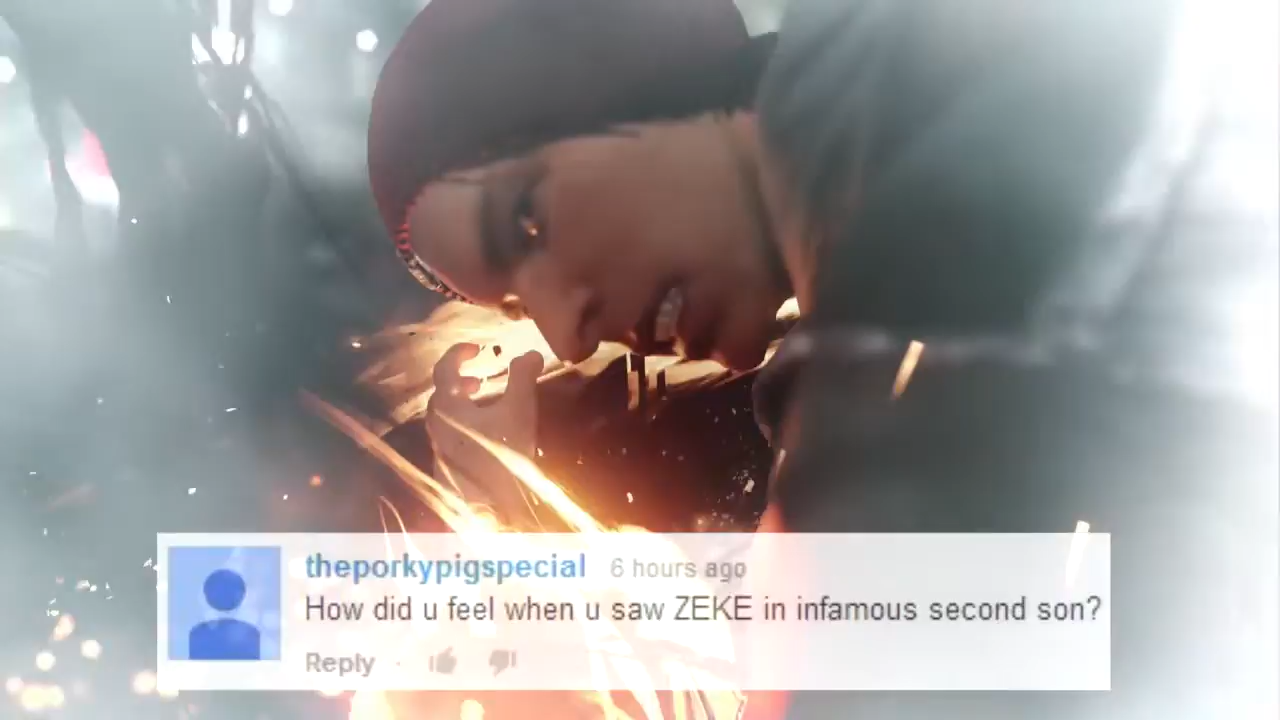 theporkypigspecial 6 hours ago
How did u feel when u saw ZEKE in infamous second son?
Reply ·